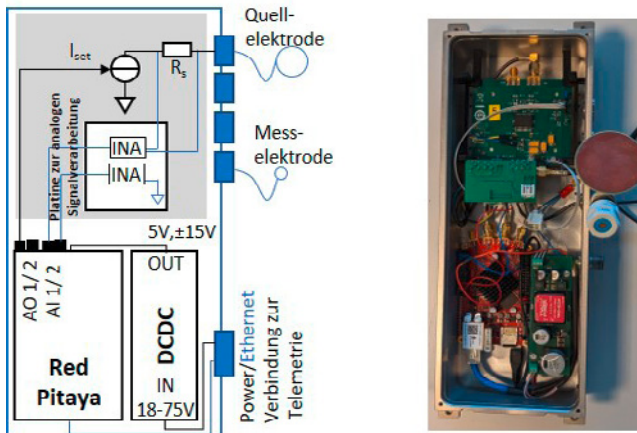 Quell-
elektrode
I_set
R_s
Platine zur analogen
Signalverarbeitung
INA
INA
Mess-
elektrode
5V,±15V
AO 1/ 2
AI 1/ 2
OUT
DCDC
IN
18-75V
Red
Pitaya
Power/Ethernet
Verbindung zur
Telemetrie